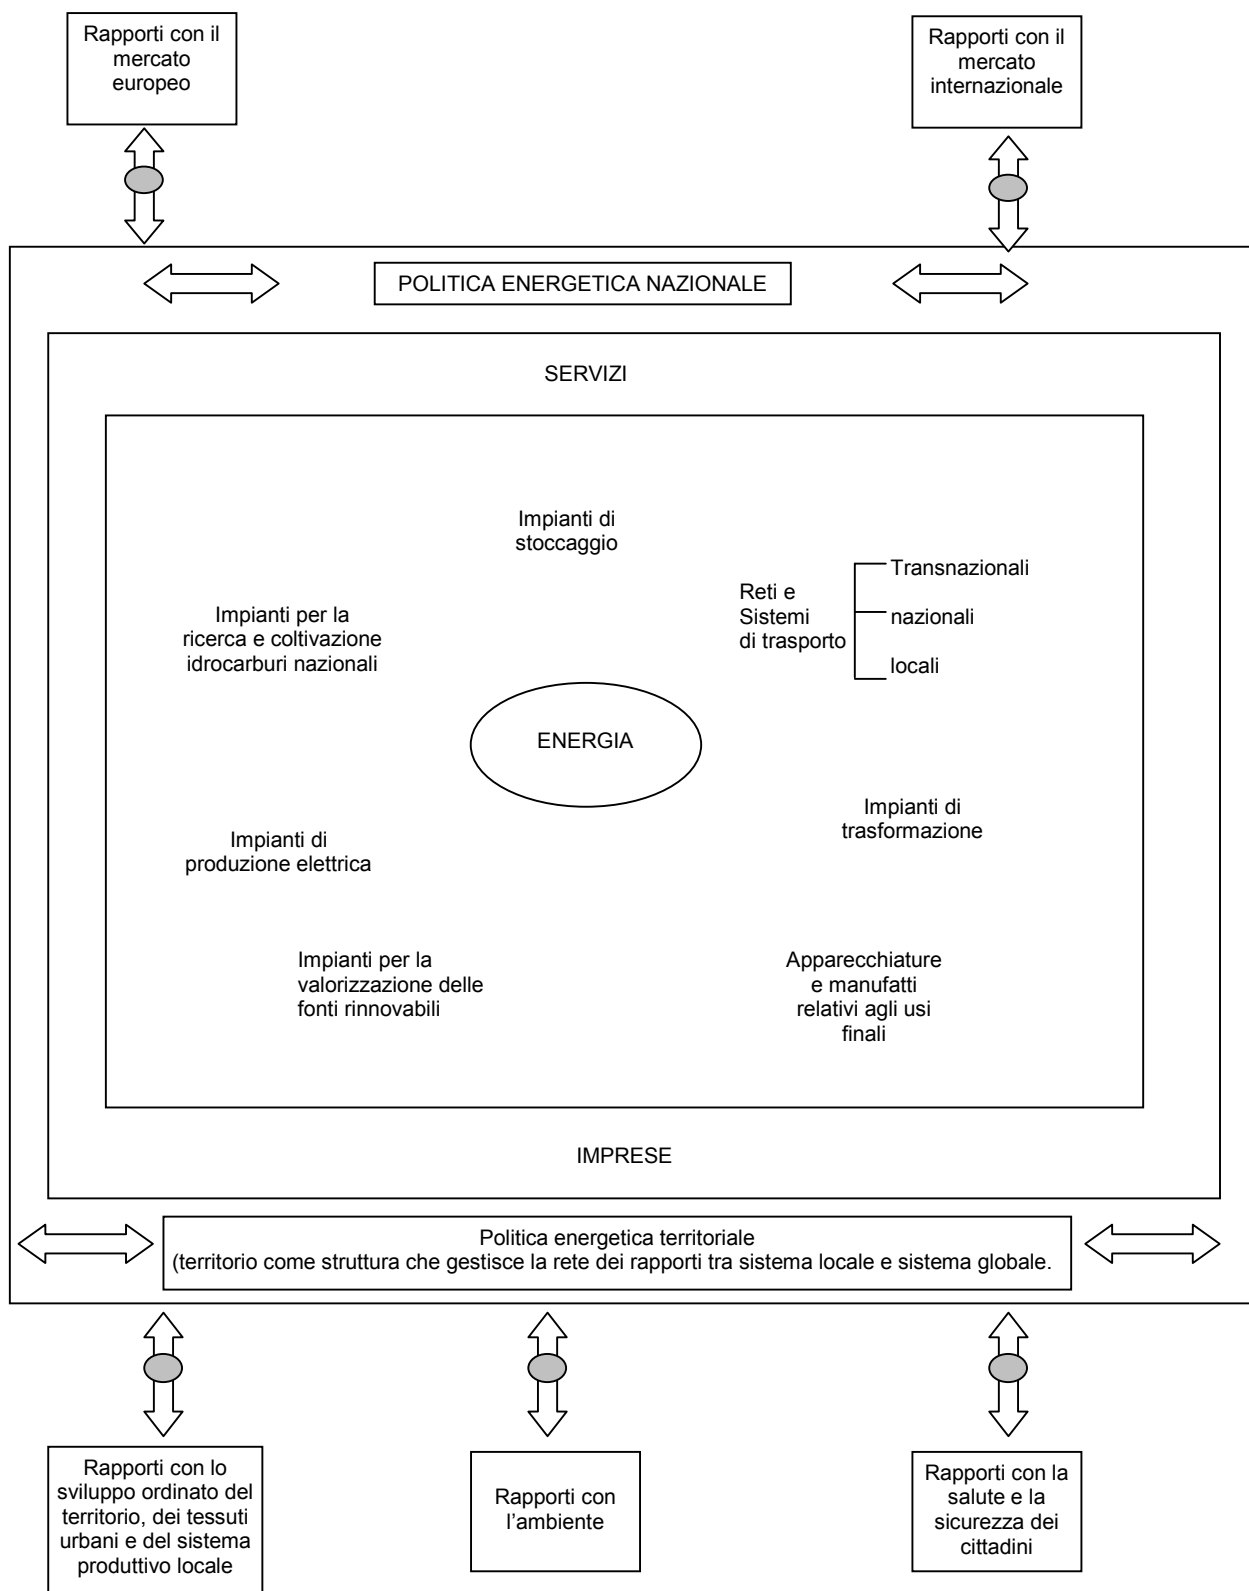 Rapporti con il
mercato
europeo
Rapporti con il
mercato
internazionale
POLITICA ENERGETICA NAZIONALE
SERVIZI
Impianti di
stoccaggio
Reti e
Sistemi
di trasporto
Transnazionali
nazionali
locali
Impianti per la
ricerca e coltivazione
idrocarburi nazionali
ENERGIA
Impianti di
trasformazione
Impianti di
produzione elettrica
Impianti per la
valorizzazione delle
fonti rinnovabili
Apparecchiature
e manufatti
relativi agli usi
finali
IMPRESE
Politica energetica territoriale
(territorio come struttura che gestisce la rete dei rapporti tra sistema locale e sistema globale.
Rapporti con lo
sviluppo ordinato del
territorio, dei tessuti
urbani e del sistema
produttivo locale
Rapporti con
l’ambiente
Rapporti con la
salute e la
sicurezza dei
cittadini